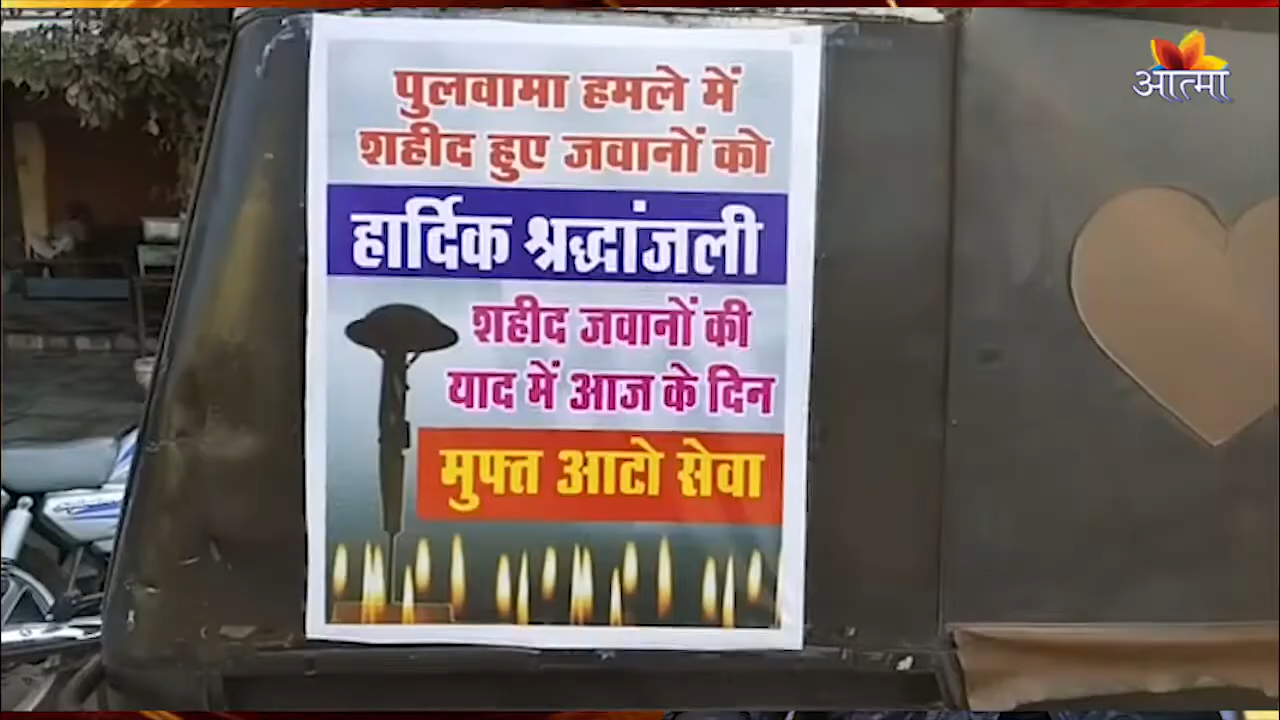 आत्मा
पुलवामा हमले में
शहीद हुए जवानों को
हार्दिक श्रद्धांजली
शहीद जवानों की
याद में आज के दिन
मुफ्त आटो सेवा